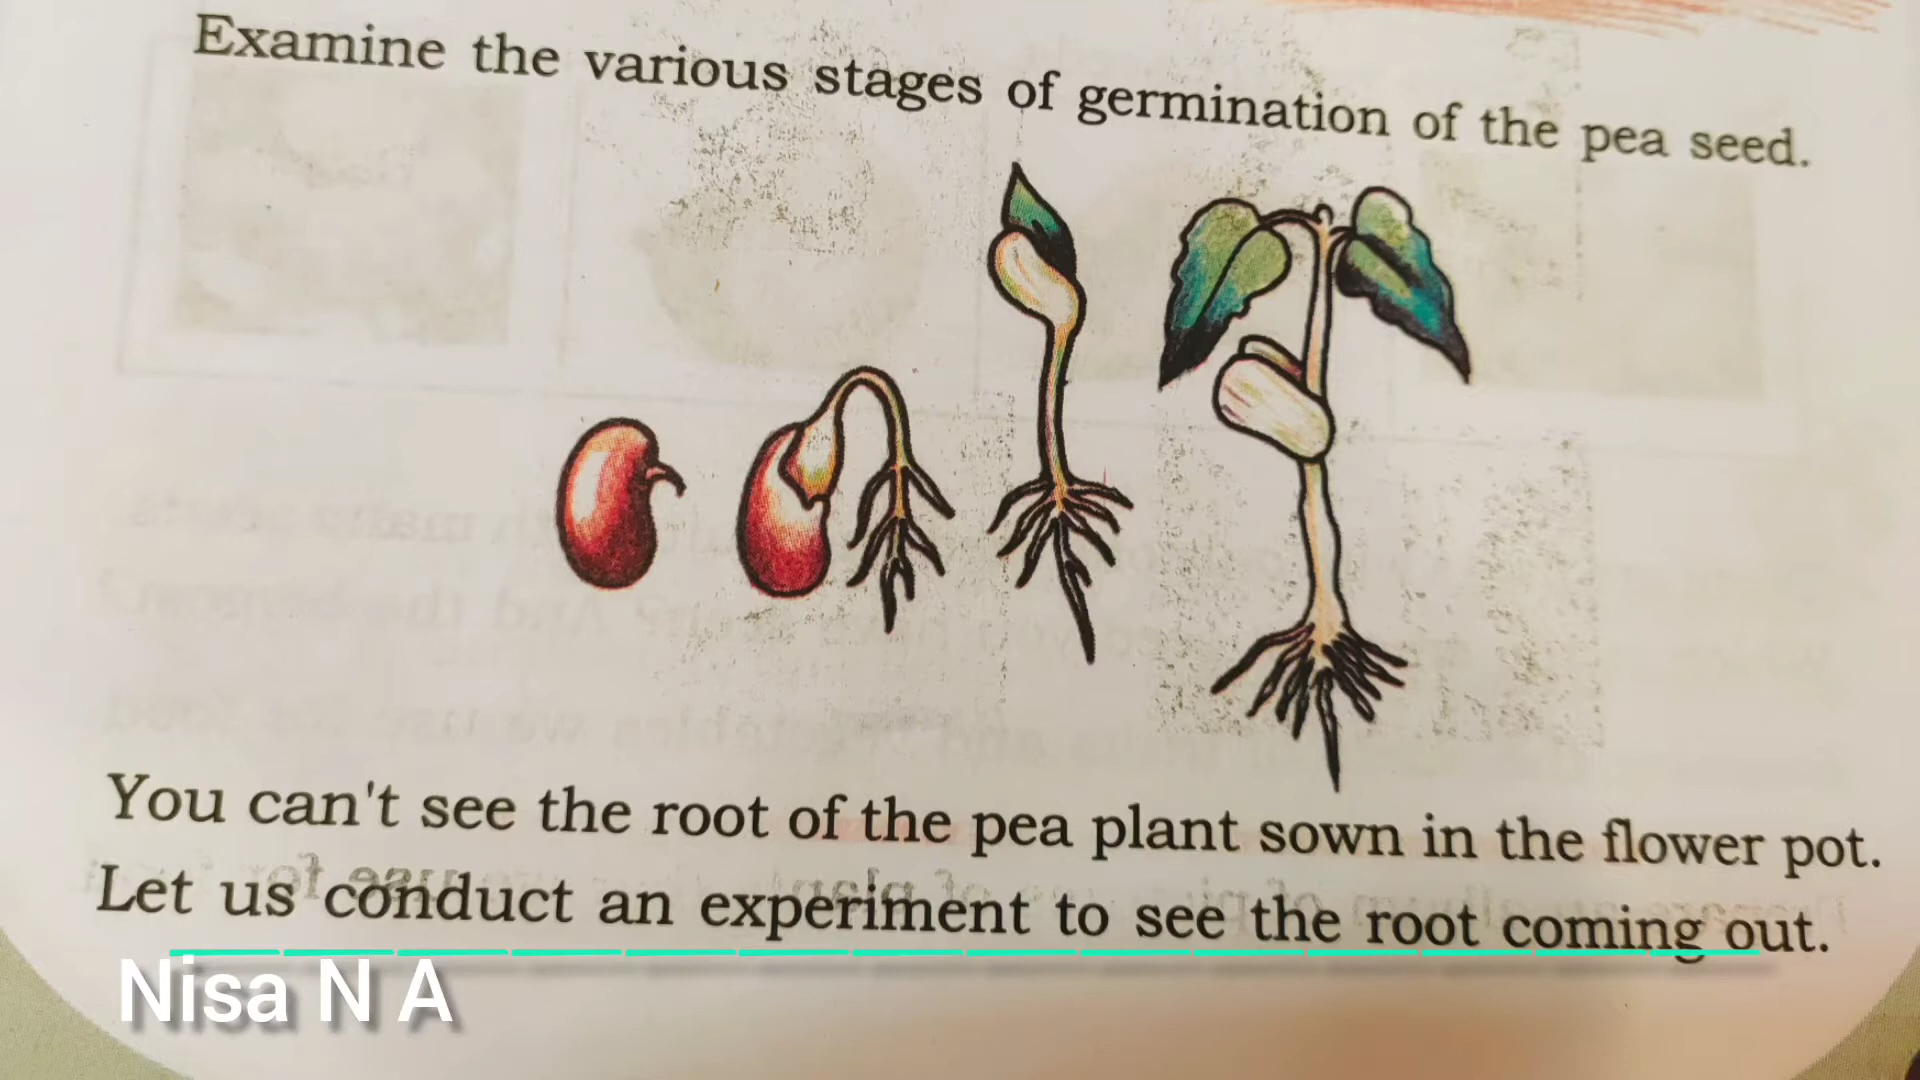 Examine the various stages of germination of the pea seed.
You can't see the root of the pea plant sown in the flower pot.
Let us conduct an experiment to see the root coming out.
Nisa N A